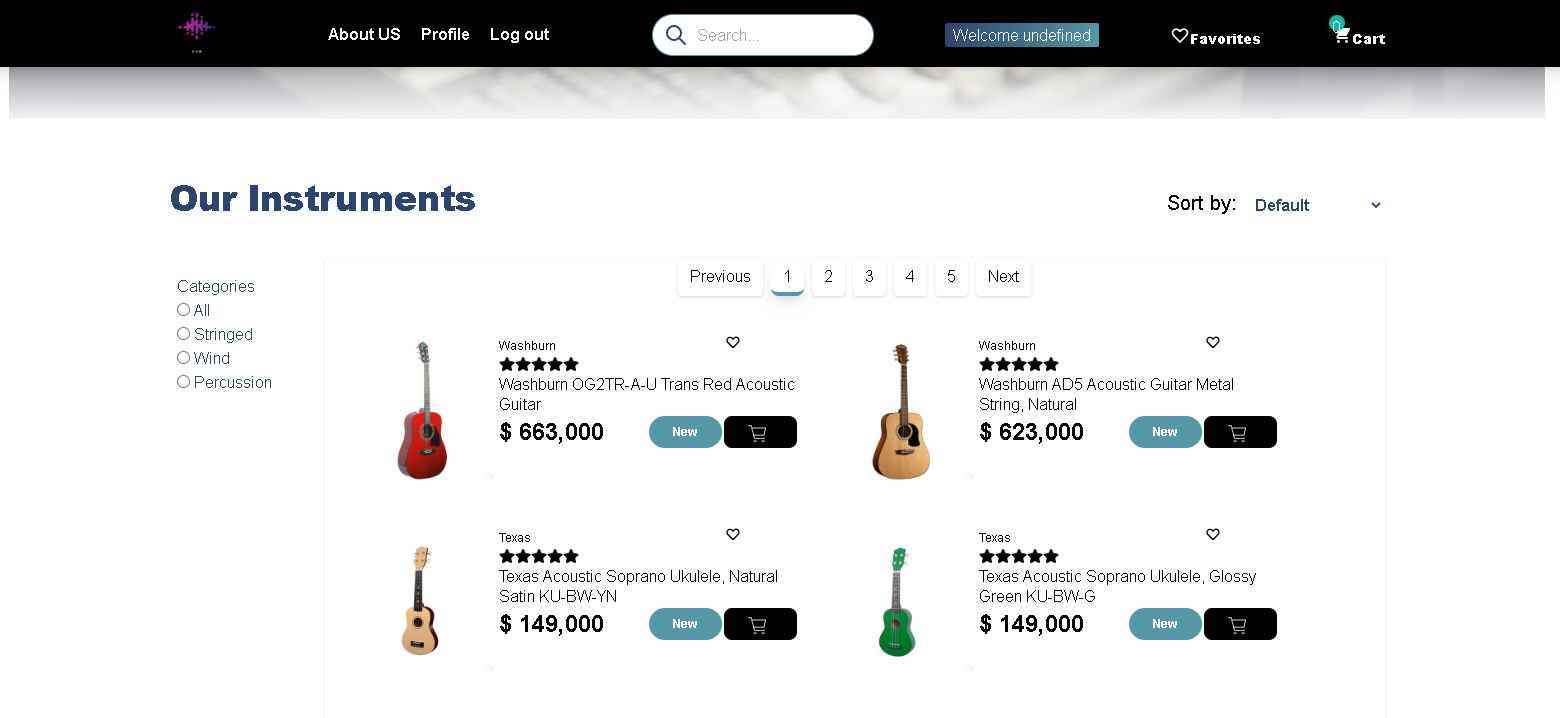 About US Profile Log out Search... Welcome undefined Favorites 0 Cart
Our Instruments
Sort by: Default
Categories
All
Stringed
Wind
Percussion
Previous 1 2 3 4 5 Next
Washburn
Washburn OG2TR-A-U Trans Red Acoustic
Guitar
$ 663,000 New
Washburn
Washburn AD5 Acoustic Guitar Metal
String, Natural
$ 623,000 New
Texas
Texas Acoustic Soprano Ukulele, Natural
Satin KU-BW-YN
$ 149,000 New
Texas
Texas Acoustic Soprano Ukulele, Glossy
Green KU-BW-G
$ 149,000 New